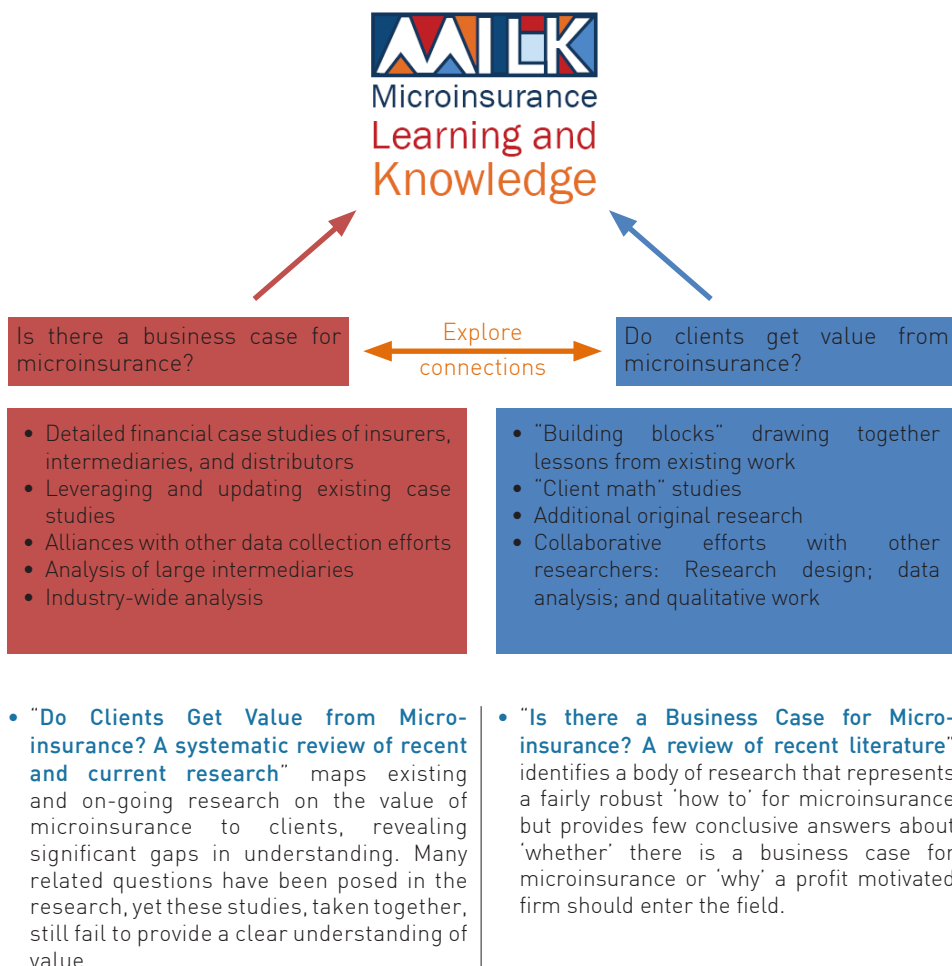 MILK
Microinsurance
Learning and
Knowledge
Is there a business case for
microinsurance?
Explore
connections
Do clients get value from
microinsurance?
• Detailed financial case studies of insurers,
intermediaries, and distributors
• Leveraging and updating existing case
studies
• Alliances with other data collection efforts
• Analysis of large intermediaries
• Industry-wide analysis
• "Building blocks" drawing together
lessons from existing work
• "Client math" studies
• Additional original research
• Collaborative efforts with other
researchers: Research design; data
analysis; and qualitative work
• "Do Clients Get Value from Micro-
insurance? A systematic review of recent
and current research" maps existing
and on-going research on the value of
microinsurance to clients, revealing
significant gaps in understanding. Many
related questions have been posed in the
research, yet these studies, taken together,
still fail to provide a clear understanding of
value
• "Is there a Business Case for Micro-
insurance? A review of recent literature"
identifies a body of research that represents
a fairly robust 'how to' for microinsurance
but provides few conclusive answers about
'whether' there is a business case for
microinsurance or 'why' a profit motivated
firm should enter the field.